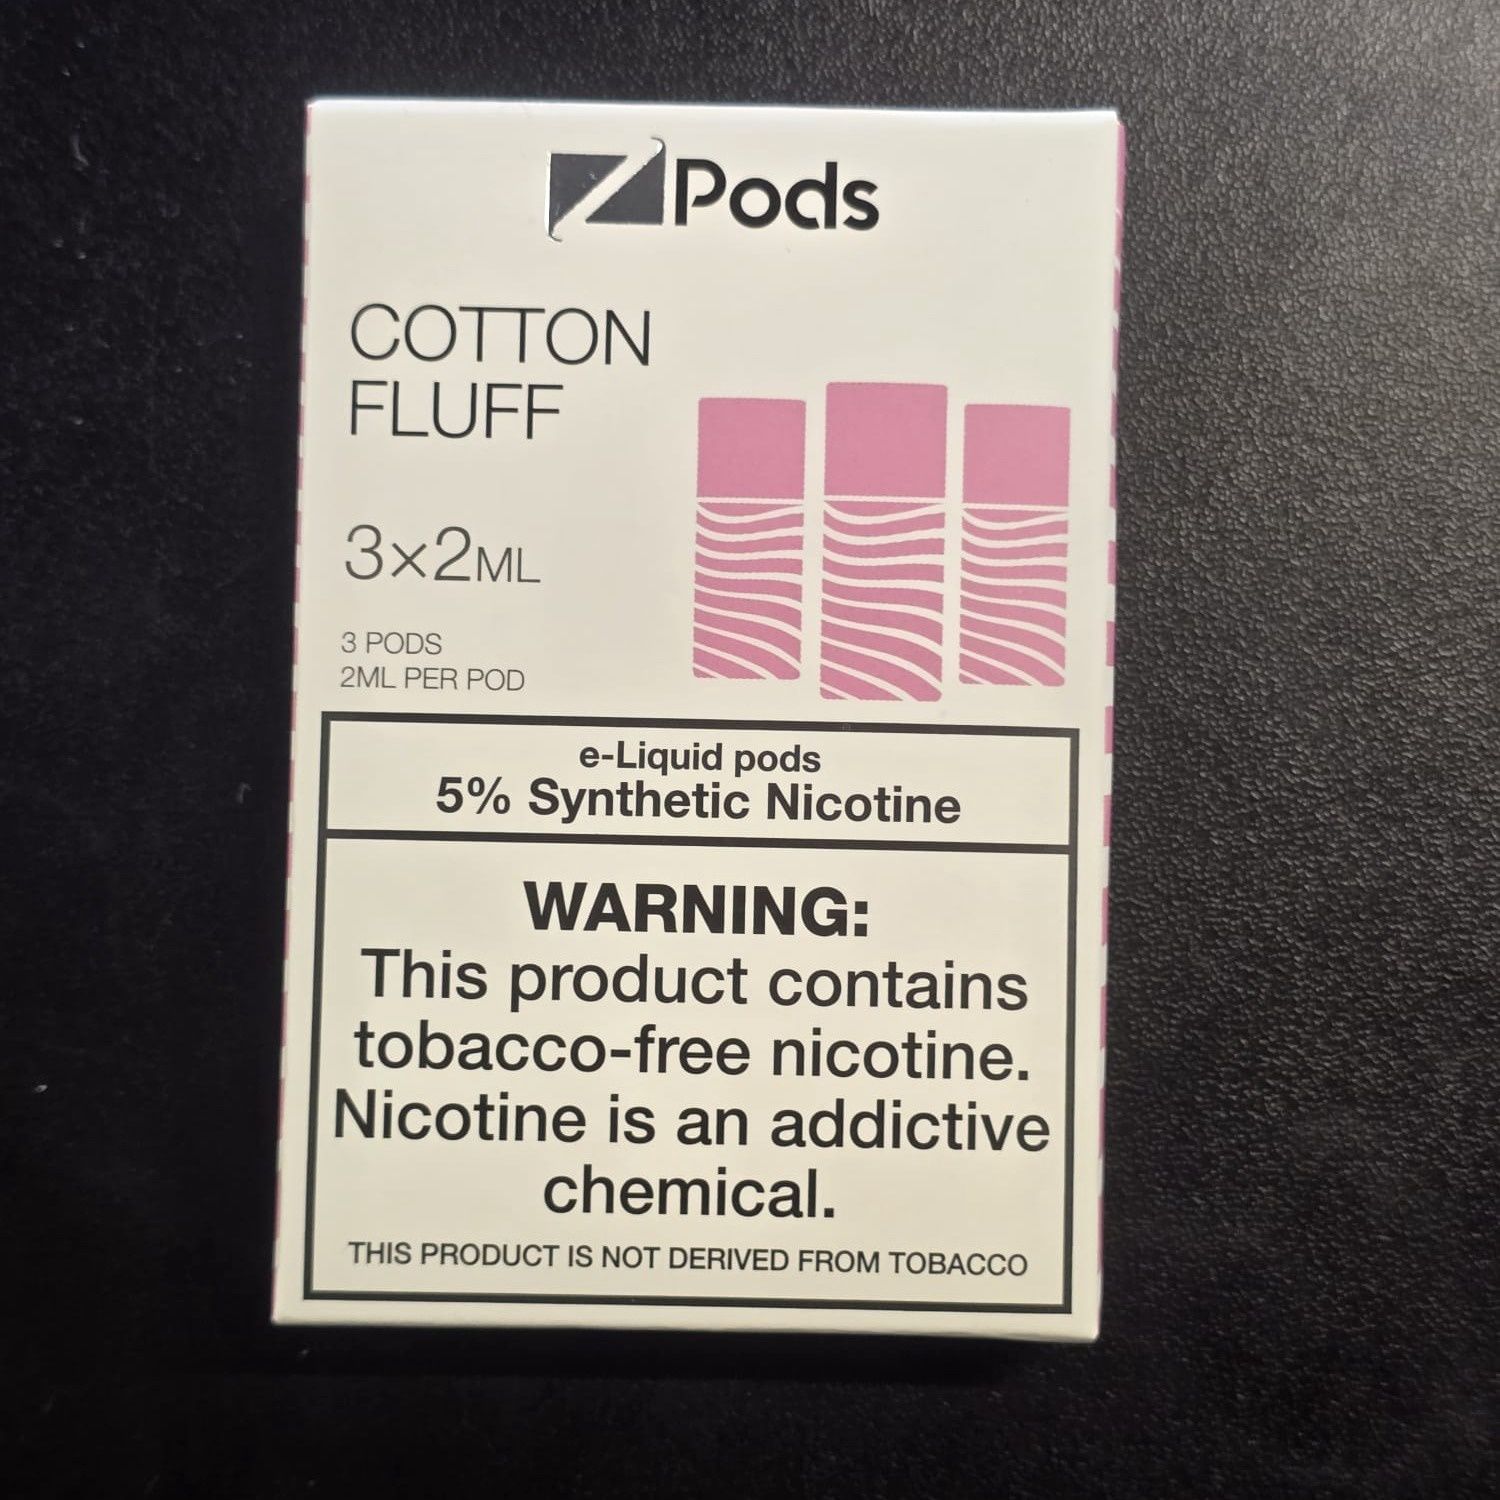 Z Pods
COTTON
FLUFF
3×2ML
3 PODS
2ML PER POD
e-Liquid pods
5% Synthetic Nicotine
WARNING:
This product contains
tobacco-free nicotine.
Nicotine is an addictive
chemical.
THIS PRODUCT IS NOT DERIVED FROM TOBACCO